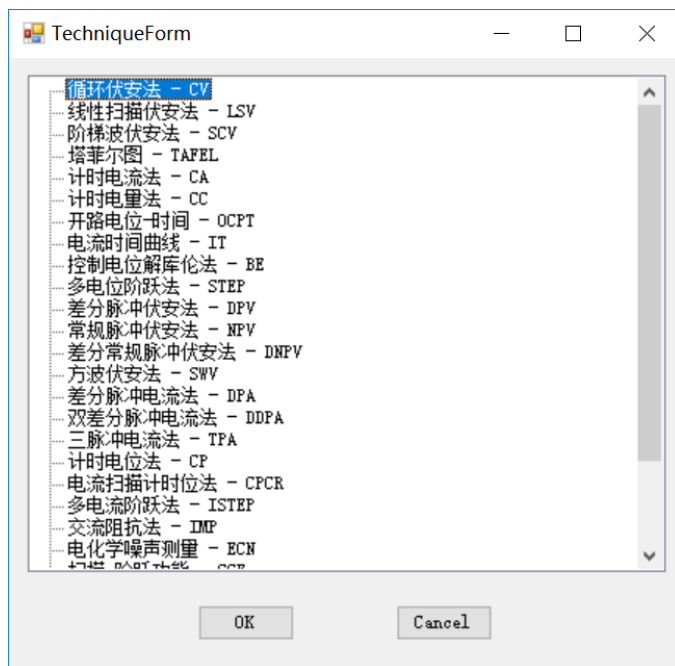 TechniqueForm
循环伏安法 - CV
线性扫描伏安法 - LSV
阶梯波伏安法 - SCV
塔菲尔图 - TAFEL
计时电流法 - CA
计时电量法 - CC
开路电位-时间 - OCPT
电流时间曲线 - IT
控制电位解库伦法 - BE
多电位阶跃法 - STEP
差分脉冲伏安法 - DPV
常规脉冲伏安法 - NPV
差分常规脉冲伏安法 - DNPV
方波伏安法 - SWV
差分脉冲电流法 - DPA
双差分脉冲电流法 - DDPA
三脉冲电流法 - TPA
计时电位法 - CP
电流扫描计时位法 - CPCR
多电流阶跃法 - ISTEP
交流阻抗法 - IMP
电化学噪声测量 - ECN
OK Cancel